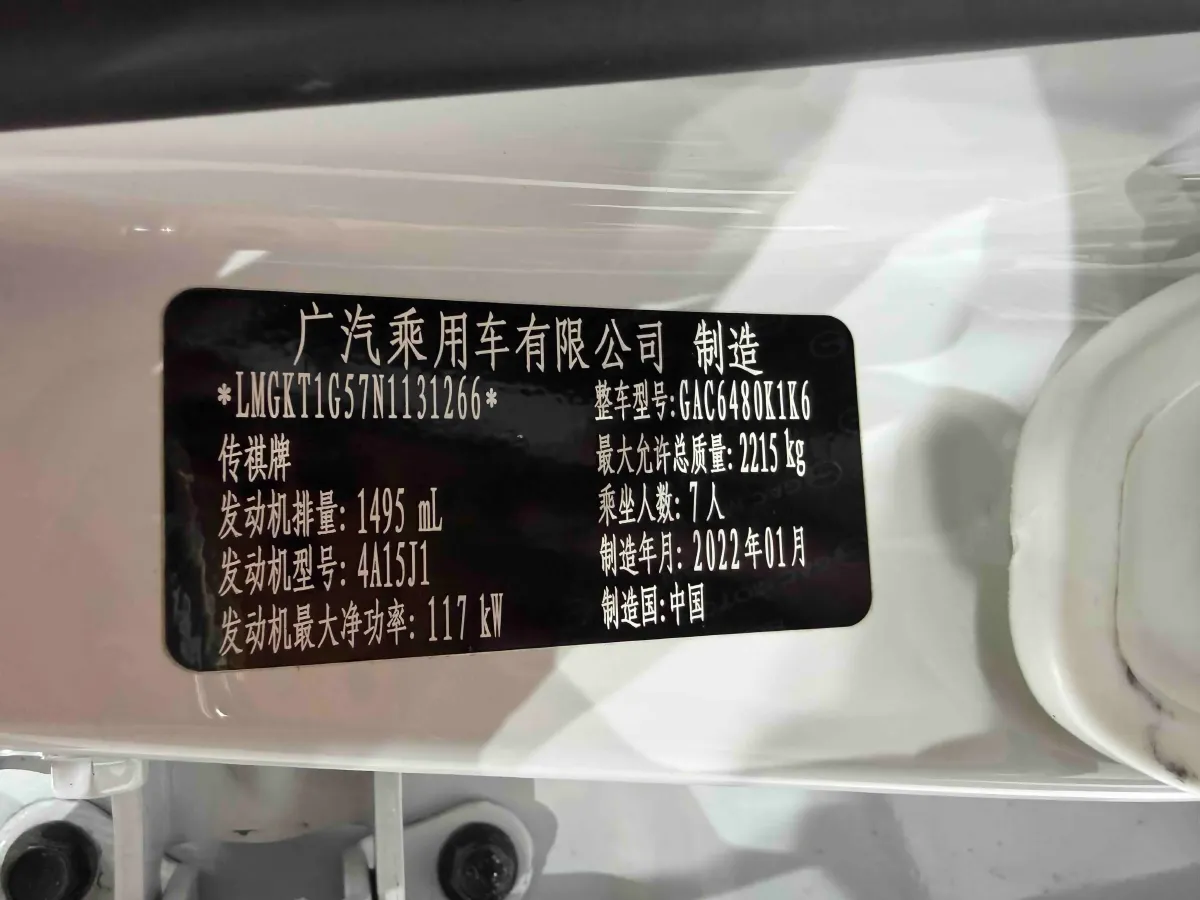 广汽乘用车有限公司 制造
*LMGKT1G57N1131266*
整车型号:GAC6480K1K6
传祺牌
最大允许总质量: 2215 kg
发动机排量: 1495 mL
乘坐人数: 7人
发动机型号: 4A15J1
制造年月: 2022年01月
发动机最大净功率: 117 kW
制造国:中国